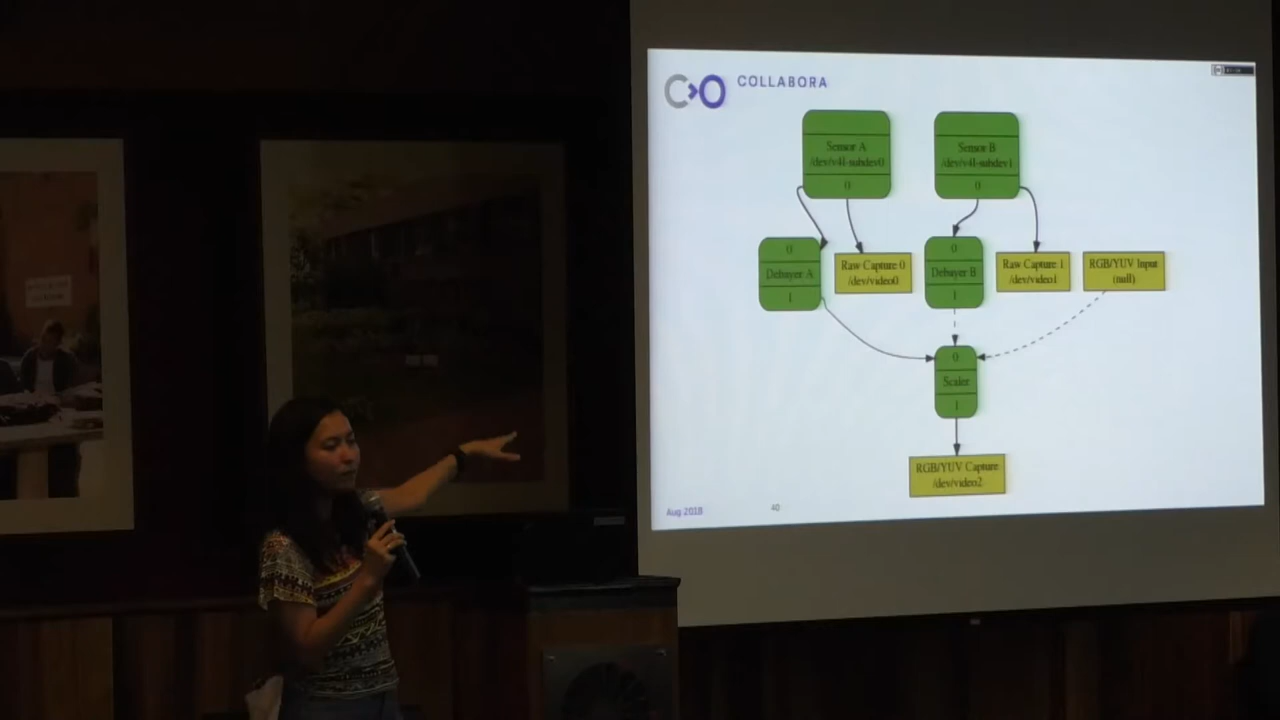 COLLABORA
Sensor A
/dev/v4l-subdev0
0
Sensor B
/dev/v4l-subdev1
0
0
Debayer A
1
Raw Capture 0
/dev/video0
0
Debayer B
1
Raw Capture 1
/dev/video1
RGB/YUV Input
(null)
0
Scaler
1
RGB/YUV Capture
/dev/video2
Aug 2018
40